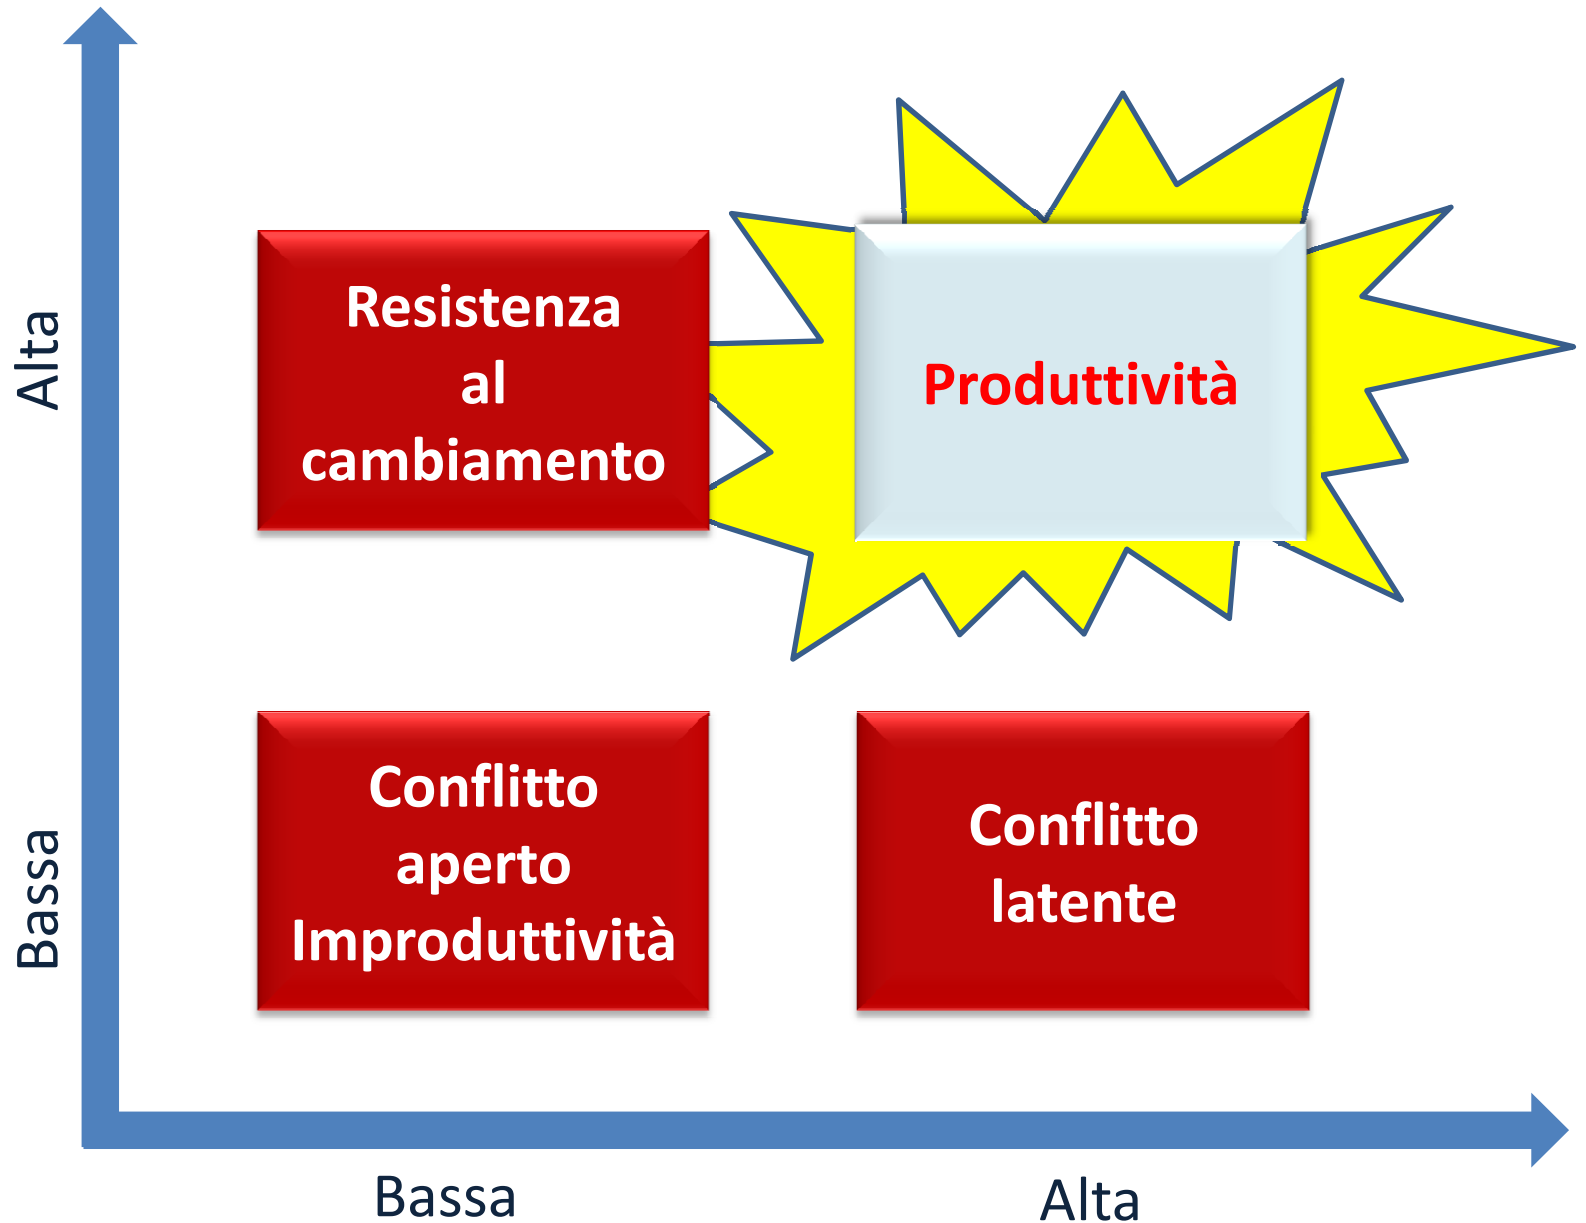 Alta
Resistenza
al
cambiamento
Produttività
Bassa
Conflitto
aperto
Improduttività
Conflitto
latente
Bassa
Alta